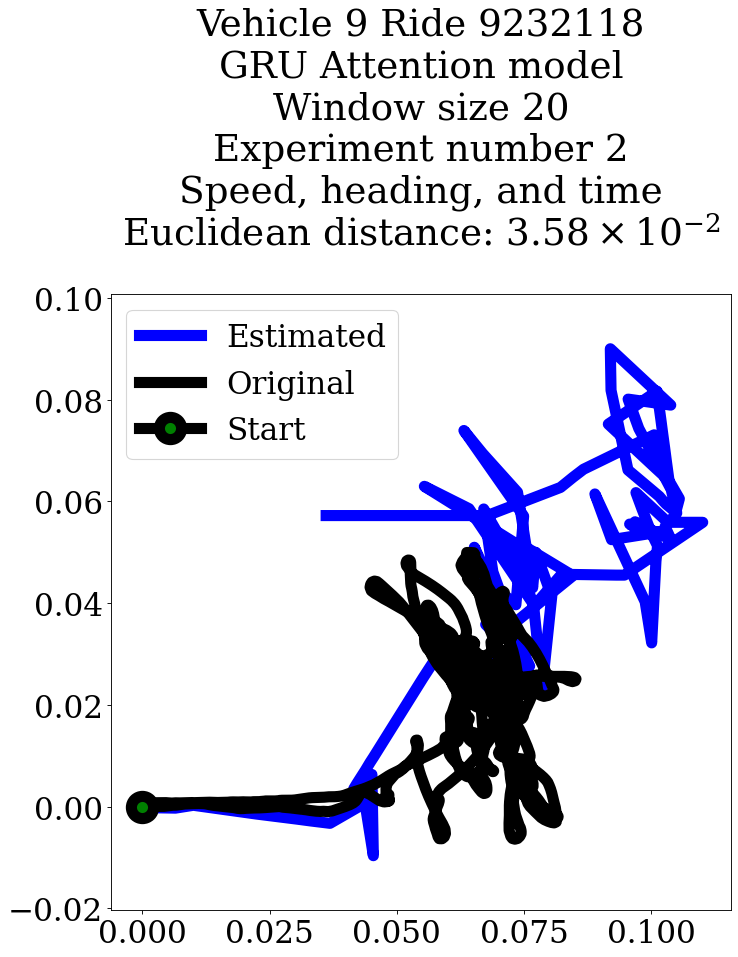 Vehicle 9 Ride 9232118
GRU Attention model
Window size 20
Experiment number 2
Speed, heading, and time
Euclidean distance: 3.58 × 10⁻²
0.10
0.08
0.06
0.04
0.02
0.00
−0.02
Estimated
Original
Start
0.000 0.025 0.050 0.075 0.100